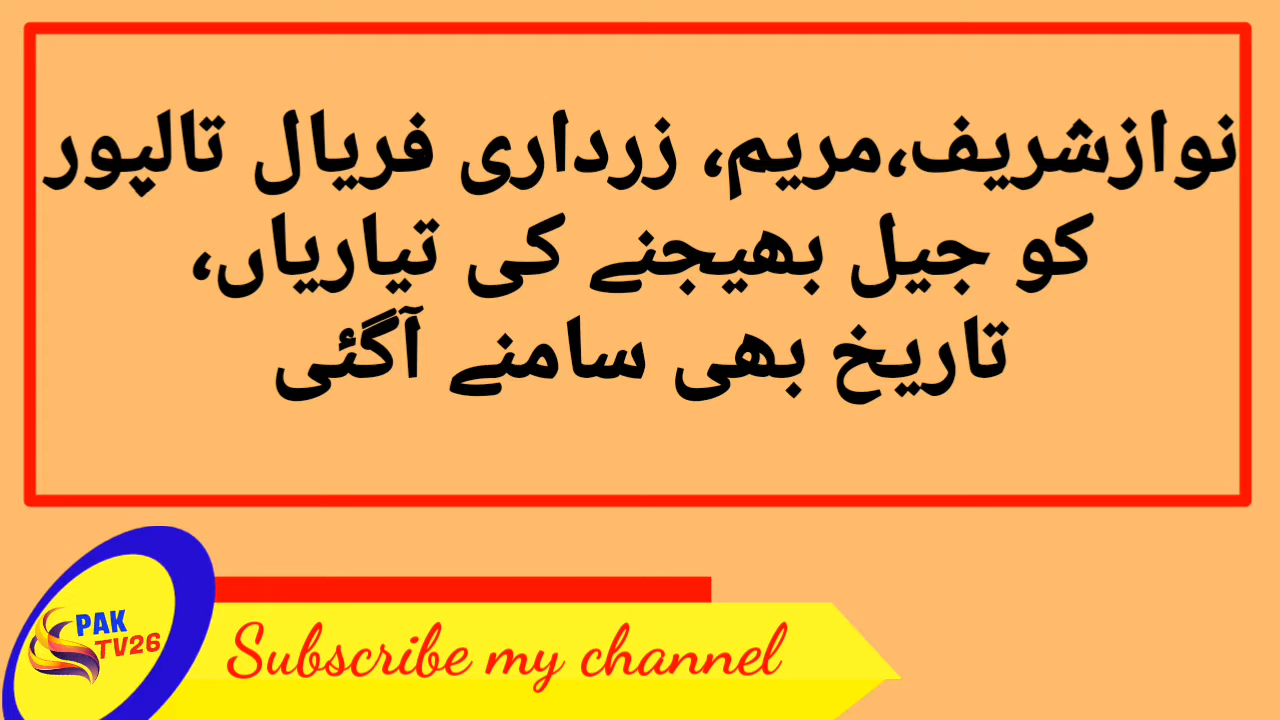 نوازشریف،مریم، زرداری فریال تالپور
کو جیل بھیجنے کی تیاریاں،
تاریخ بھی سامنے آگئی
PAK
TV26
Subscribe my channel